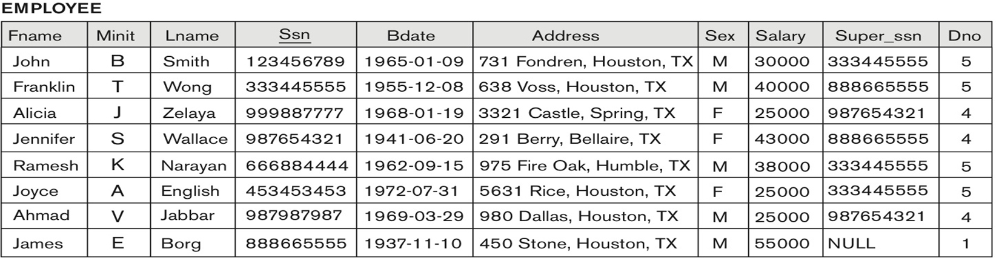 EMPLOYEE
Fname Minit Lname Ssn Bdate Address Sex Salary Super_ssn Dno
John B Smith 123456789 1965-01-09 731 Fondren, Houston, TX M 30000 333445555 5
Franklin T Wong 333445555 1955-12-08 638 Voss, Houston, TX M 40000 888665555 5
Alicia J Zelaya 999887777 1968-01-19 3321 Castle, Spring, TX F 25000 987654321 4
Jennifer S Wallace 987654321 1941-06-20 291 Berry, Bellaire, TX F 43000 888665555 4
Ramesh K Narayan 666884444 1962-09-15 975 Fire Oak, Humble, TX M 38000 333445555 5
Joyce A English 453453453 1972-07-31 5631 Rice, Houston, TX F 25000 333445555 5
Ahmad V Jabbar 987987987 1969-03-29 980 Dallas, Houston, TX M 25000 987654321 4
James E Borg 888665555 1937-11-10 450 Stone, Houston, TX M 55000 NULL 1